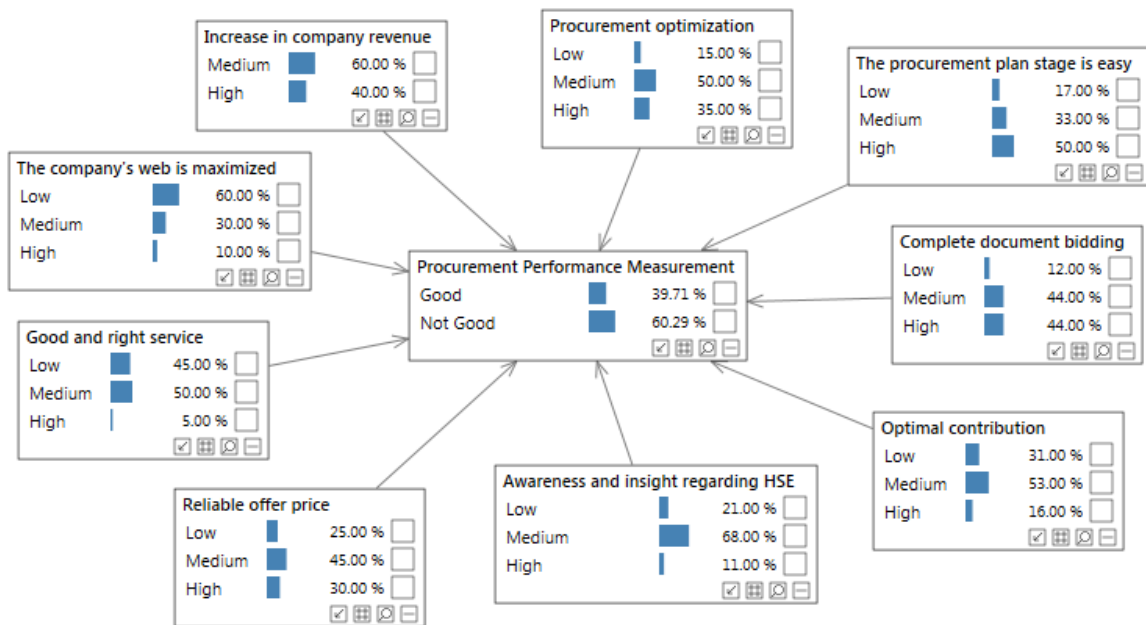 Increase in company revenue
Medium 60.00 %
High 40.00 %
Procurement optimization
Low 15.00 %
Medium 50.00 %
High 35.00 %
The procurement plan stage is easy
Low 17.00 %
Medium 33.00 %
High 50.00 %
The company's web is maximized
Low 60.00 %
Medium 30.00 %
High 10.00 %
Procurement Performance Measurement
Good 39.71 %
Not Good 60.29 %
Complete document bidding
Low 12.00 %
Medium 44.00 %
High 44.00 %
Good and right service
Low 45.00 %
Medium 50.00 %
High 5.00 %
Optimal contribution
Low 31.00 %
Medium 53.00 %
High 16.00 %
Reliable offer price
Low 25.00 %
Medium 45.00 %
High 30.00 %
Awareness and insight regarding HSE
Low 21.00 %
Medium 68.00 %
High 11.00 %